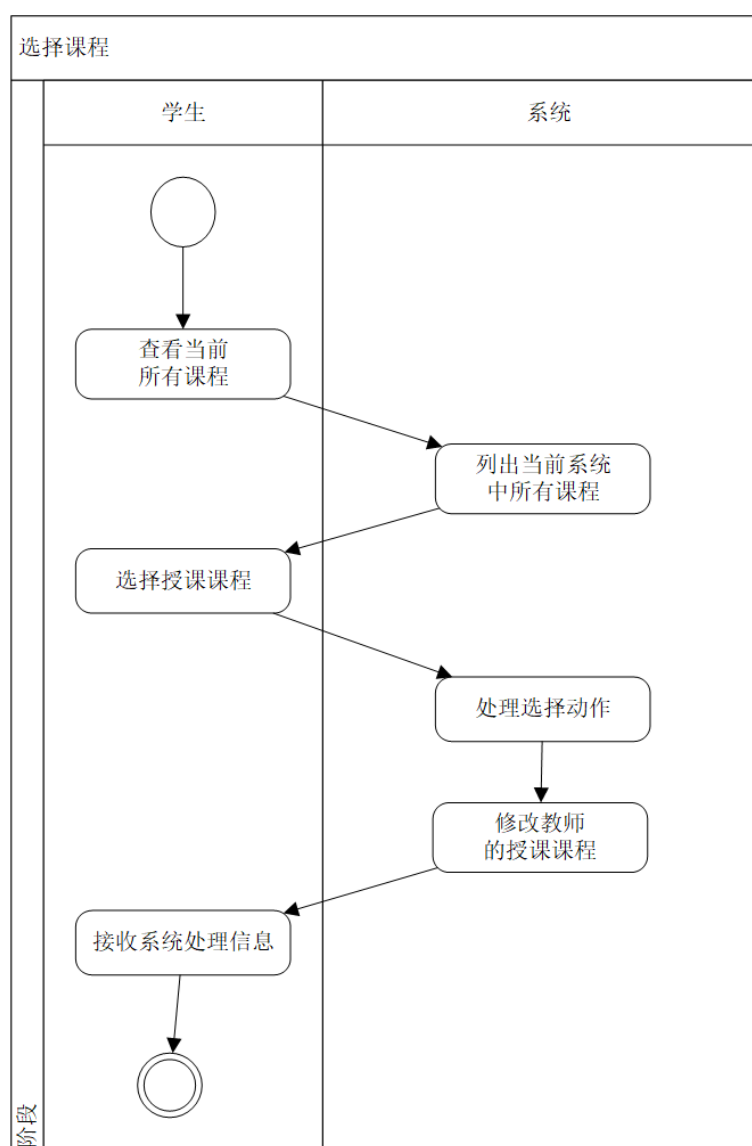 选择课程
学生
系统
查看当前
所有课程
列出当前系统
中所有课程
选择授课课程
处理选择动作
修改教师
的授课课程
接收系统处理信息
阶段